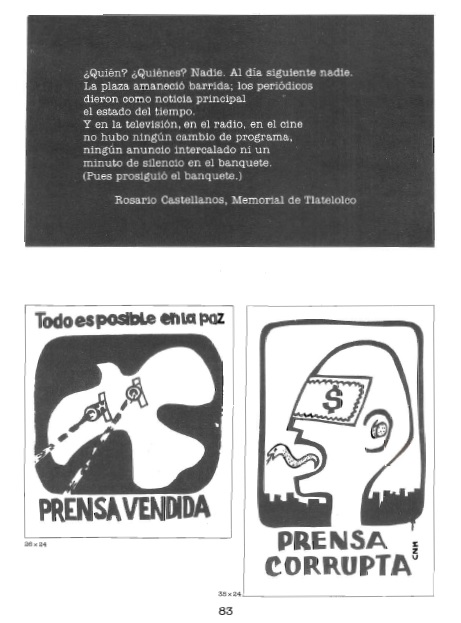 ¿Quién? ¿Quiénes? Nadie. Al día siguiente nadie.
La plaza amaneció barrida; los periódicos
dieron como noticia principal
el estado del tiempo.
Y en la televisión, en el radio, en el cine
no hubo ningún cambio de programa,
ningún anuncio intercalado ni un
minuto de silencio en el banquete.
(Pues prosiguió el banquete.)
Rosario Castellanos, Memorial de Tlatelolco
Todo es posible en la paz
PRENSA VENDIDA
26 x 24
$
PRENSA
CORRUPTA
CNH
35 x 24
83